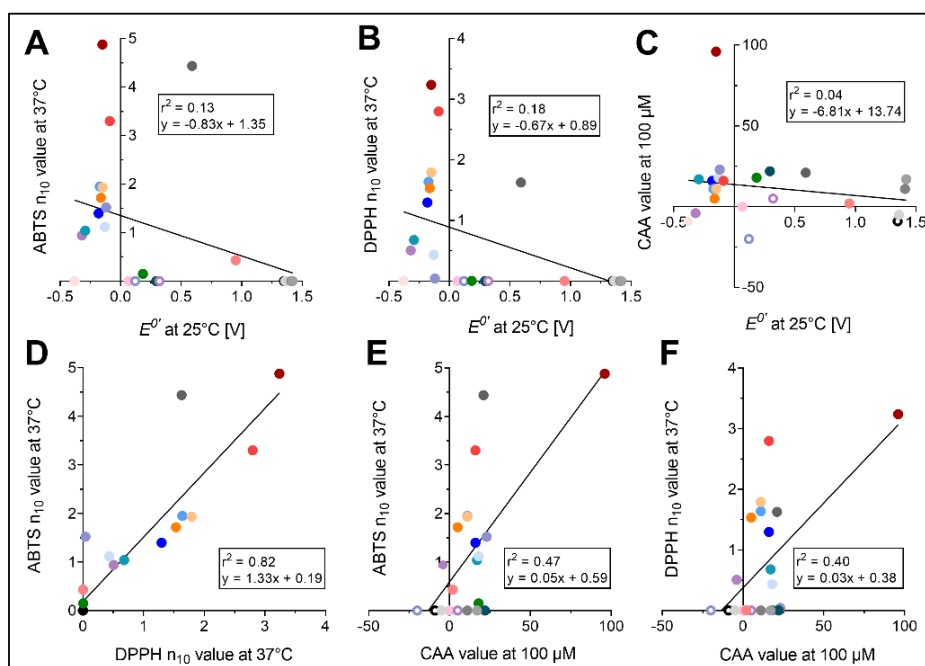 A
ABTS n₁₀ value at 37°C
5
4
3
2
1
r² = 0.13
y = -0.83x + 1.35
-0.5
0.0
0.5
1.0
1.5
E⁰' at 25°C [V]
B
DPPH n₁₀ value at 37°C
4
3
2
1
r² = 0.18
y = -0.67x + 0.89
-0.5
0.0
0.5
1.0
1.5
E⁰' at 25°C [V]
C
CAA value at 100 µM
100
50
-50
r² = 0.04
y = -6.81x + 13.74
-0.5
0.5
1.0
1.5
E⁰' at 25°C [V]
D
ABTS n₁₀ value at 37°C
5
4
3
2
1
0
r² = 0.82
y = 1.33x + 0.19
0
1
2
3
4
DPPH n₁₀ value at 37°C
E
ABTS n₁₀ value at 37°C
5
4
3
2
1
r² = 0.47
y = 0.05x + 0.59
-50
0
50
100
CAA value at 100 µM
F
DPPH n₁₀ value at 37°C
4
3
2
1
r² = 0.40
y = 0.03x + 0.38
-50
0
50
100
CAA value at 100 µM